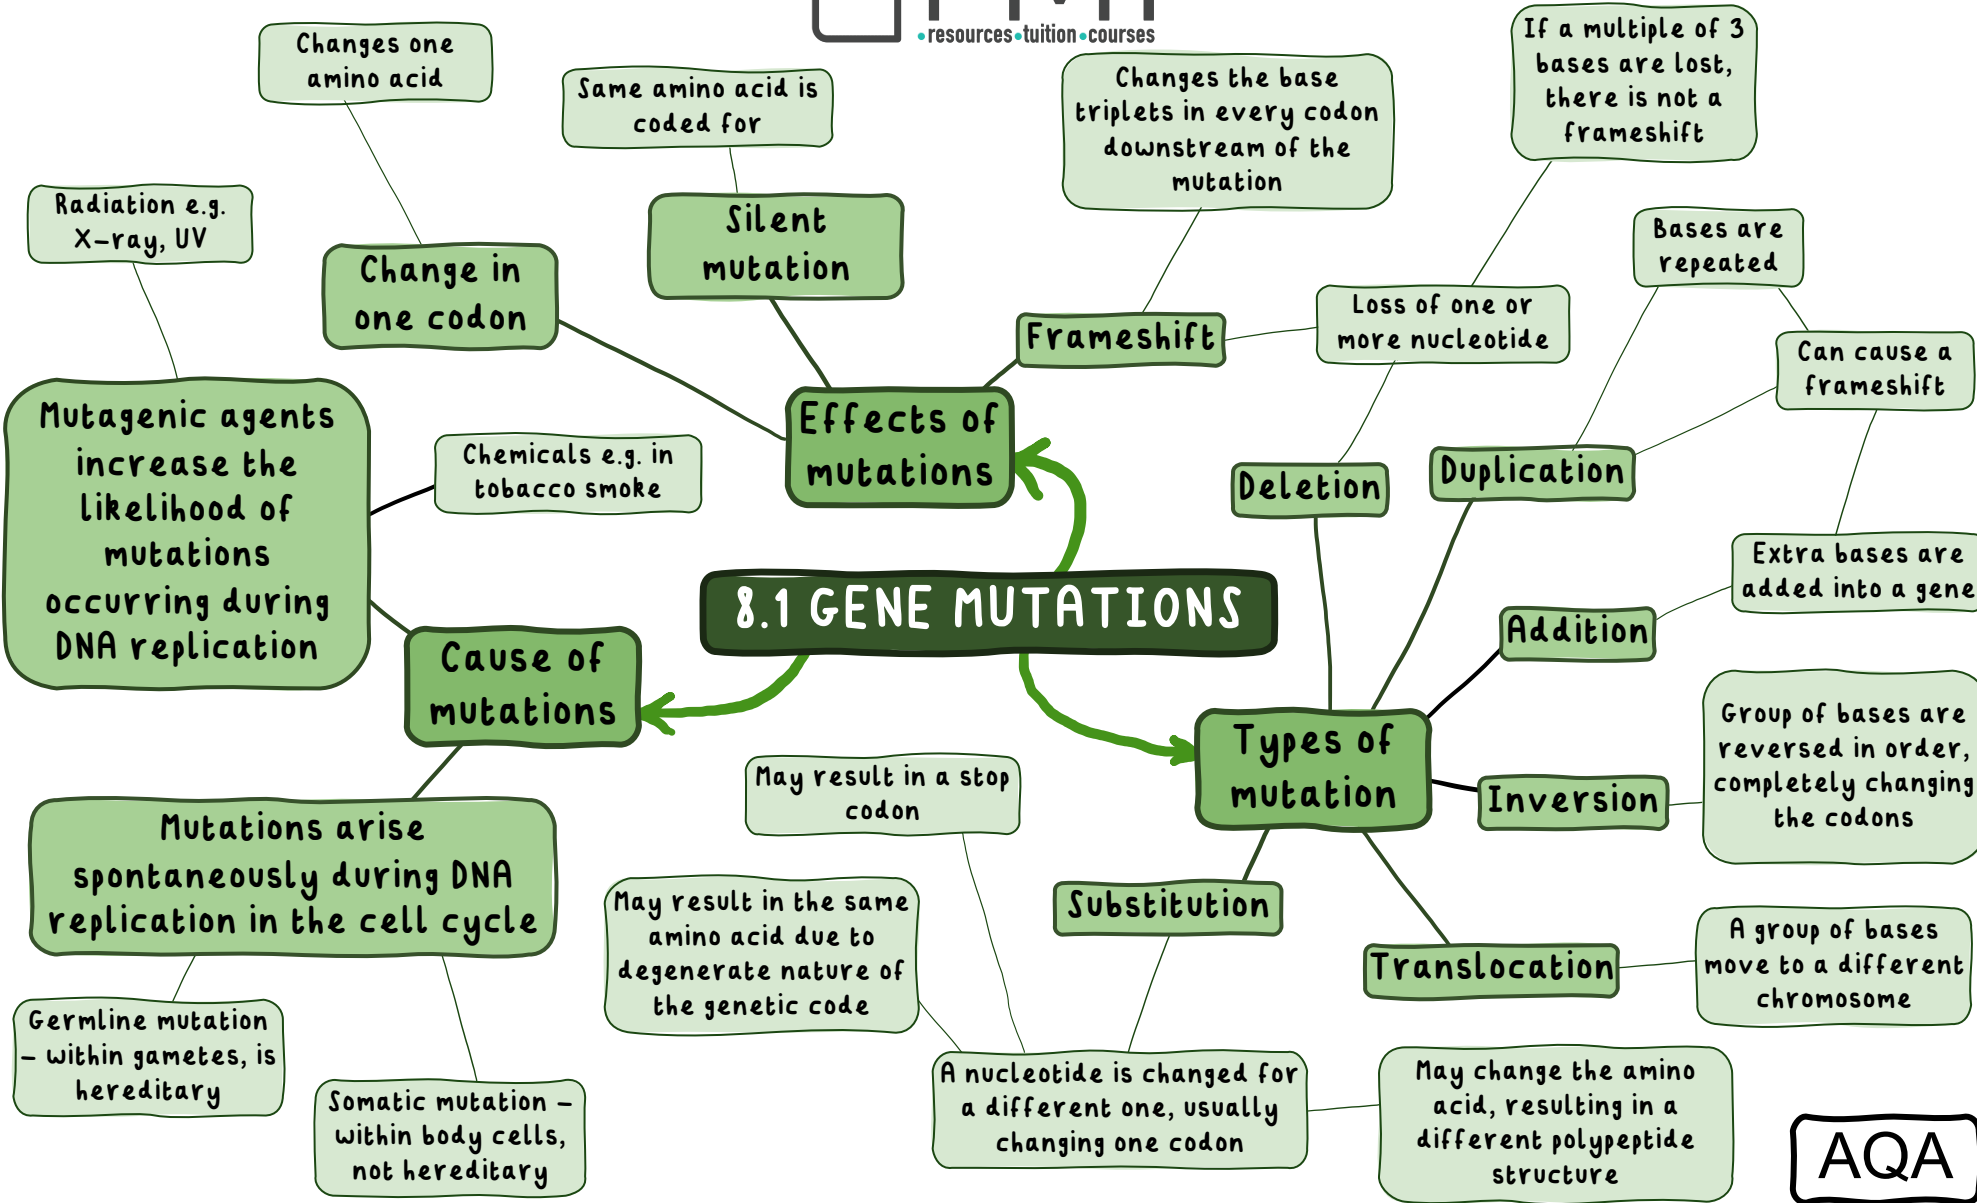 resources tuition courses
Changes one
amino acid
Same amino acid is
coded for
Changes the base
triplets in every codon
downstream of the
mutation
If a multiple of 3
bases are lost,
there is not a
frameshift
Radiation e.g.
X-ray, UV
Change in
one codon
Silent
mutation
Frameshift
Loss of one or
more nucleotide
Bases are
repeated
Can cause a
frameshift
Mutagenic agents
increase the
likelihood of
mutations
occurring during
DNA replication
Chemicals e.g. in
tobacco smoke
Effects of
mutations
Deletion
Duplication
Extra bases are
added into a gene
8.1 GENE MUTATIONS
Addition
Cause of
mutations
Types of
mutation
Group of bases are
reversed in order,
completely changing
the codons
Inversion
May result in a stop
codon
Mutations arise
spontaneously during DNA
replication in the cell cycle
May result in the same
amino acid due to
degenerate nature of
the genetic code
Substitution
Translocation
A group of bases
move to a different
chromosome
Germline mutation
– within gametes, is
hereditary
Somatic mutation –
within body cells,
not hereditary
A nucleotide is changed for
a different one, usually
changing one codon
May change the amino
acid, resulting in a
different polypeptide
structure
AQA